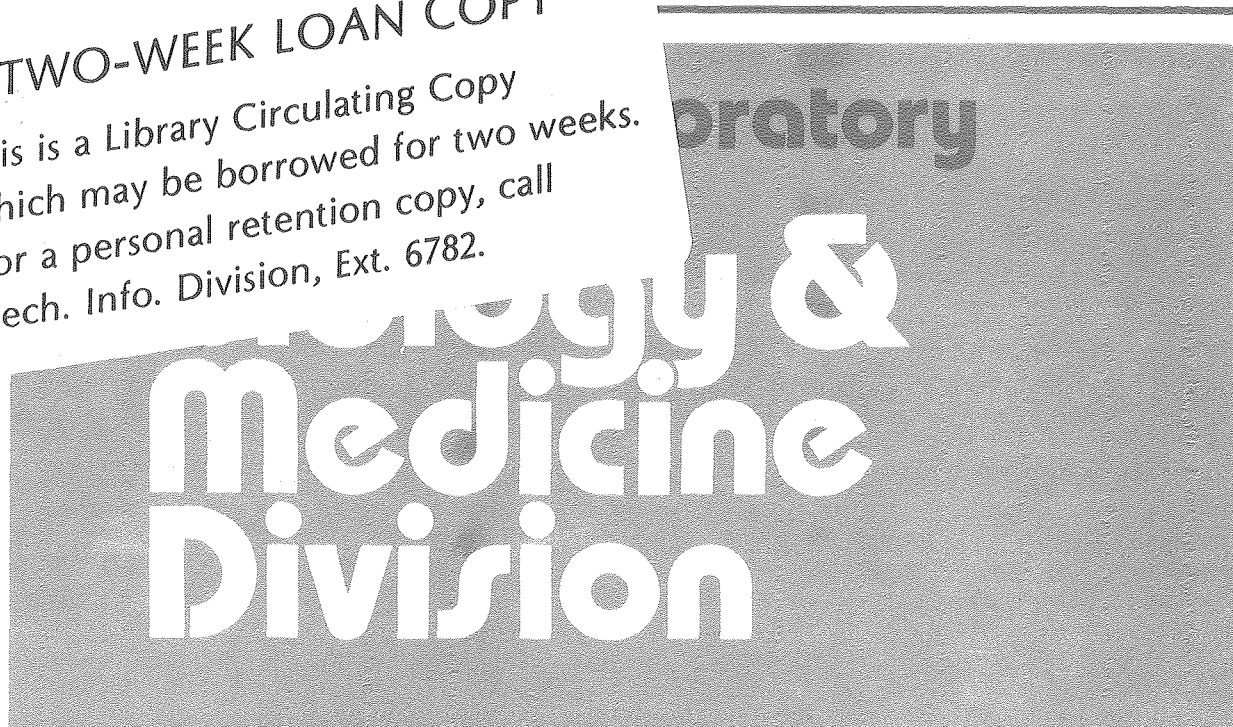 TWO-WEEK LOAN COPY
is is a Library Circulating Copy
hich may be borrowed for two weeks.
or a personal retention copy, call
ech. Info. Division, Ext. 6782.
oratory
ology &
Medicine
Division